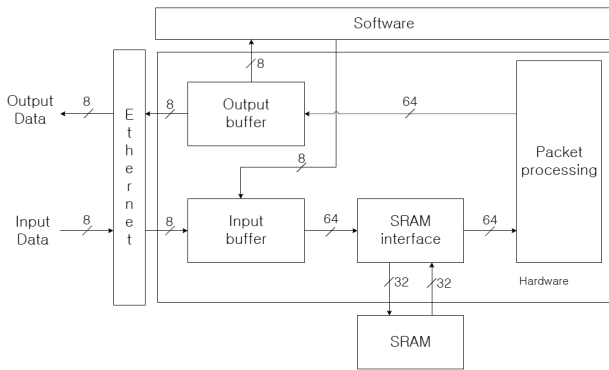 Software
8
Output
Data
8
Ethernet
8
Output
buffer
64
Packet
processing
8
Input
Data
8
8
Input
buffer
64
SRAM
interface
64
32
32
Hardware
SRAM